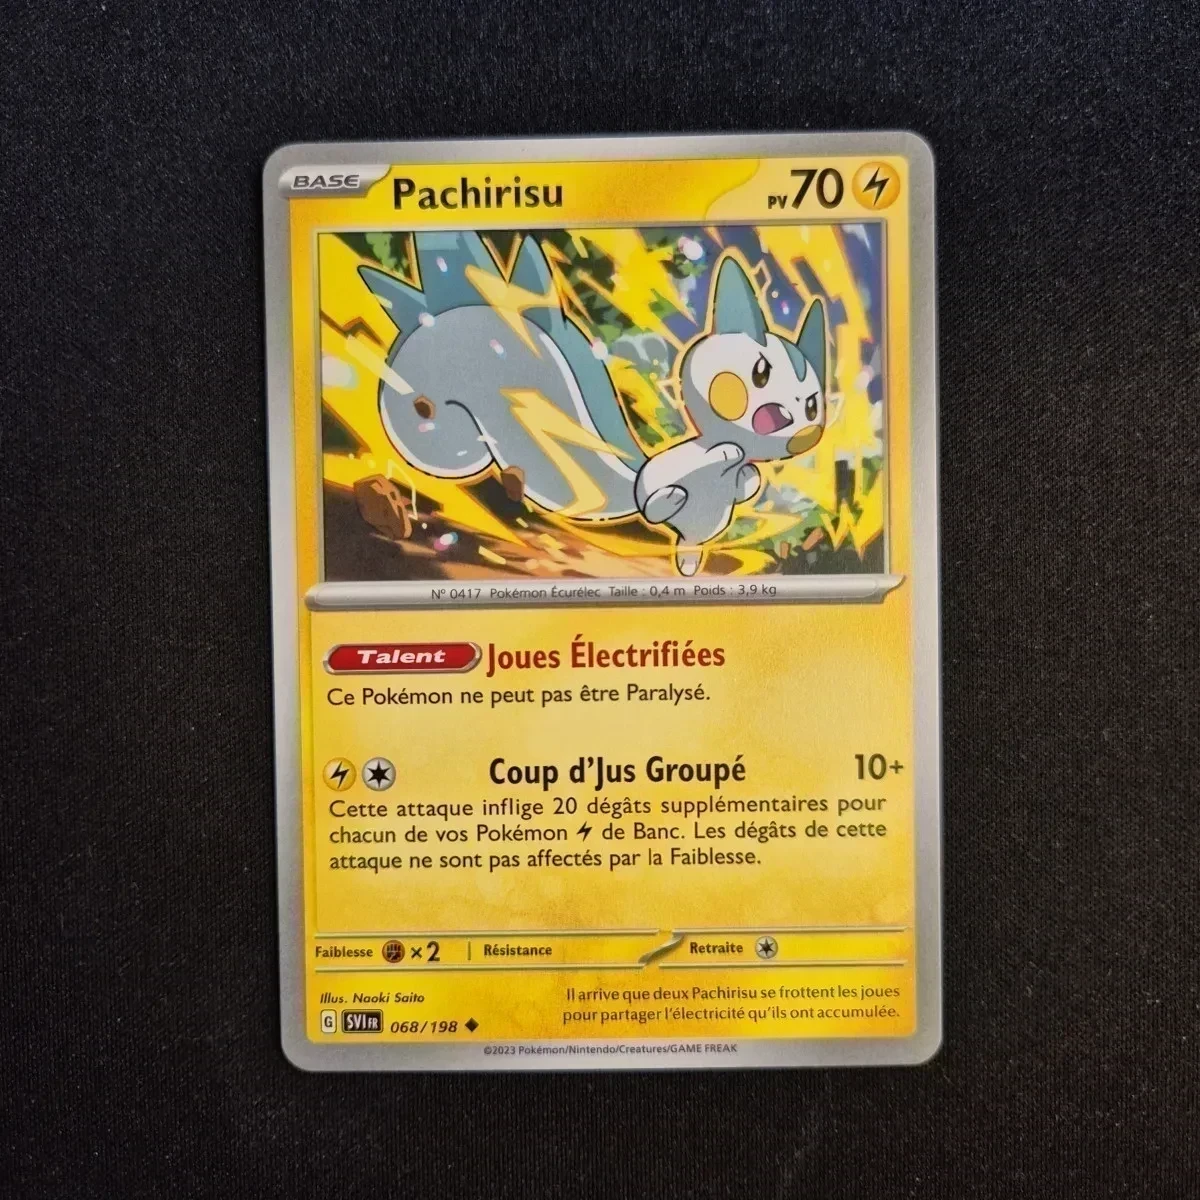 BASE Pachirisu PV 70
N° 0417 Pokémon Écurélec Taille : 0,4 m Poids : 3,9 kg
Talent Joues Électrifiées
Ce Pokémon ne peut pas être Paralysé.
Coup d'Jus Groupé 10+
Cette attaque inflige 20 dégâts supplémentaires pour
chacun de vos Pokémon de Banc. Les dégâts de cette
attaque ne sont pas affectés par la Faiblesse.
Faiblesse ×2 Résistance Retraite
Illus. Naoki Saito
Il arrive que deux Pachirisu se frottent les joues
pour partager l'électricité qu'ils ont accumulée.
G SVI FR 068/198
©2023 Pokémon/Nintendo/Creatures/GAME FREAK